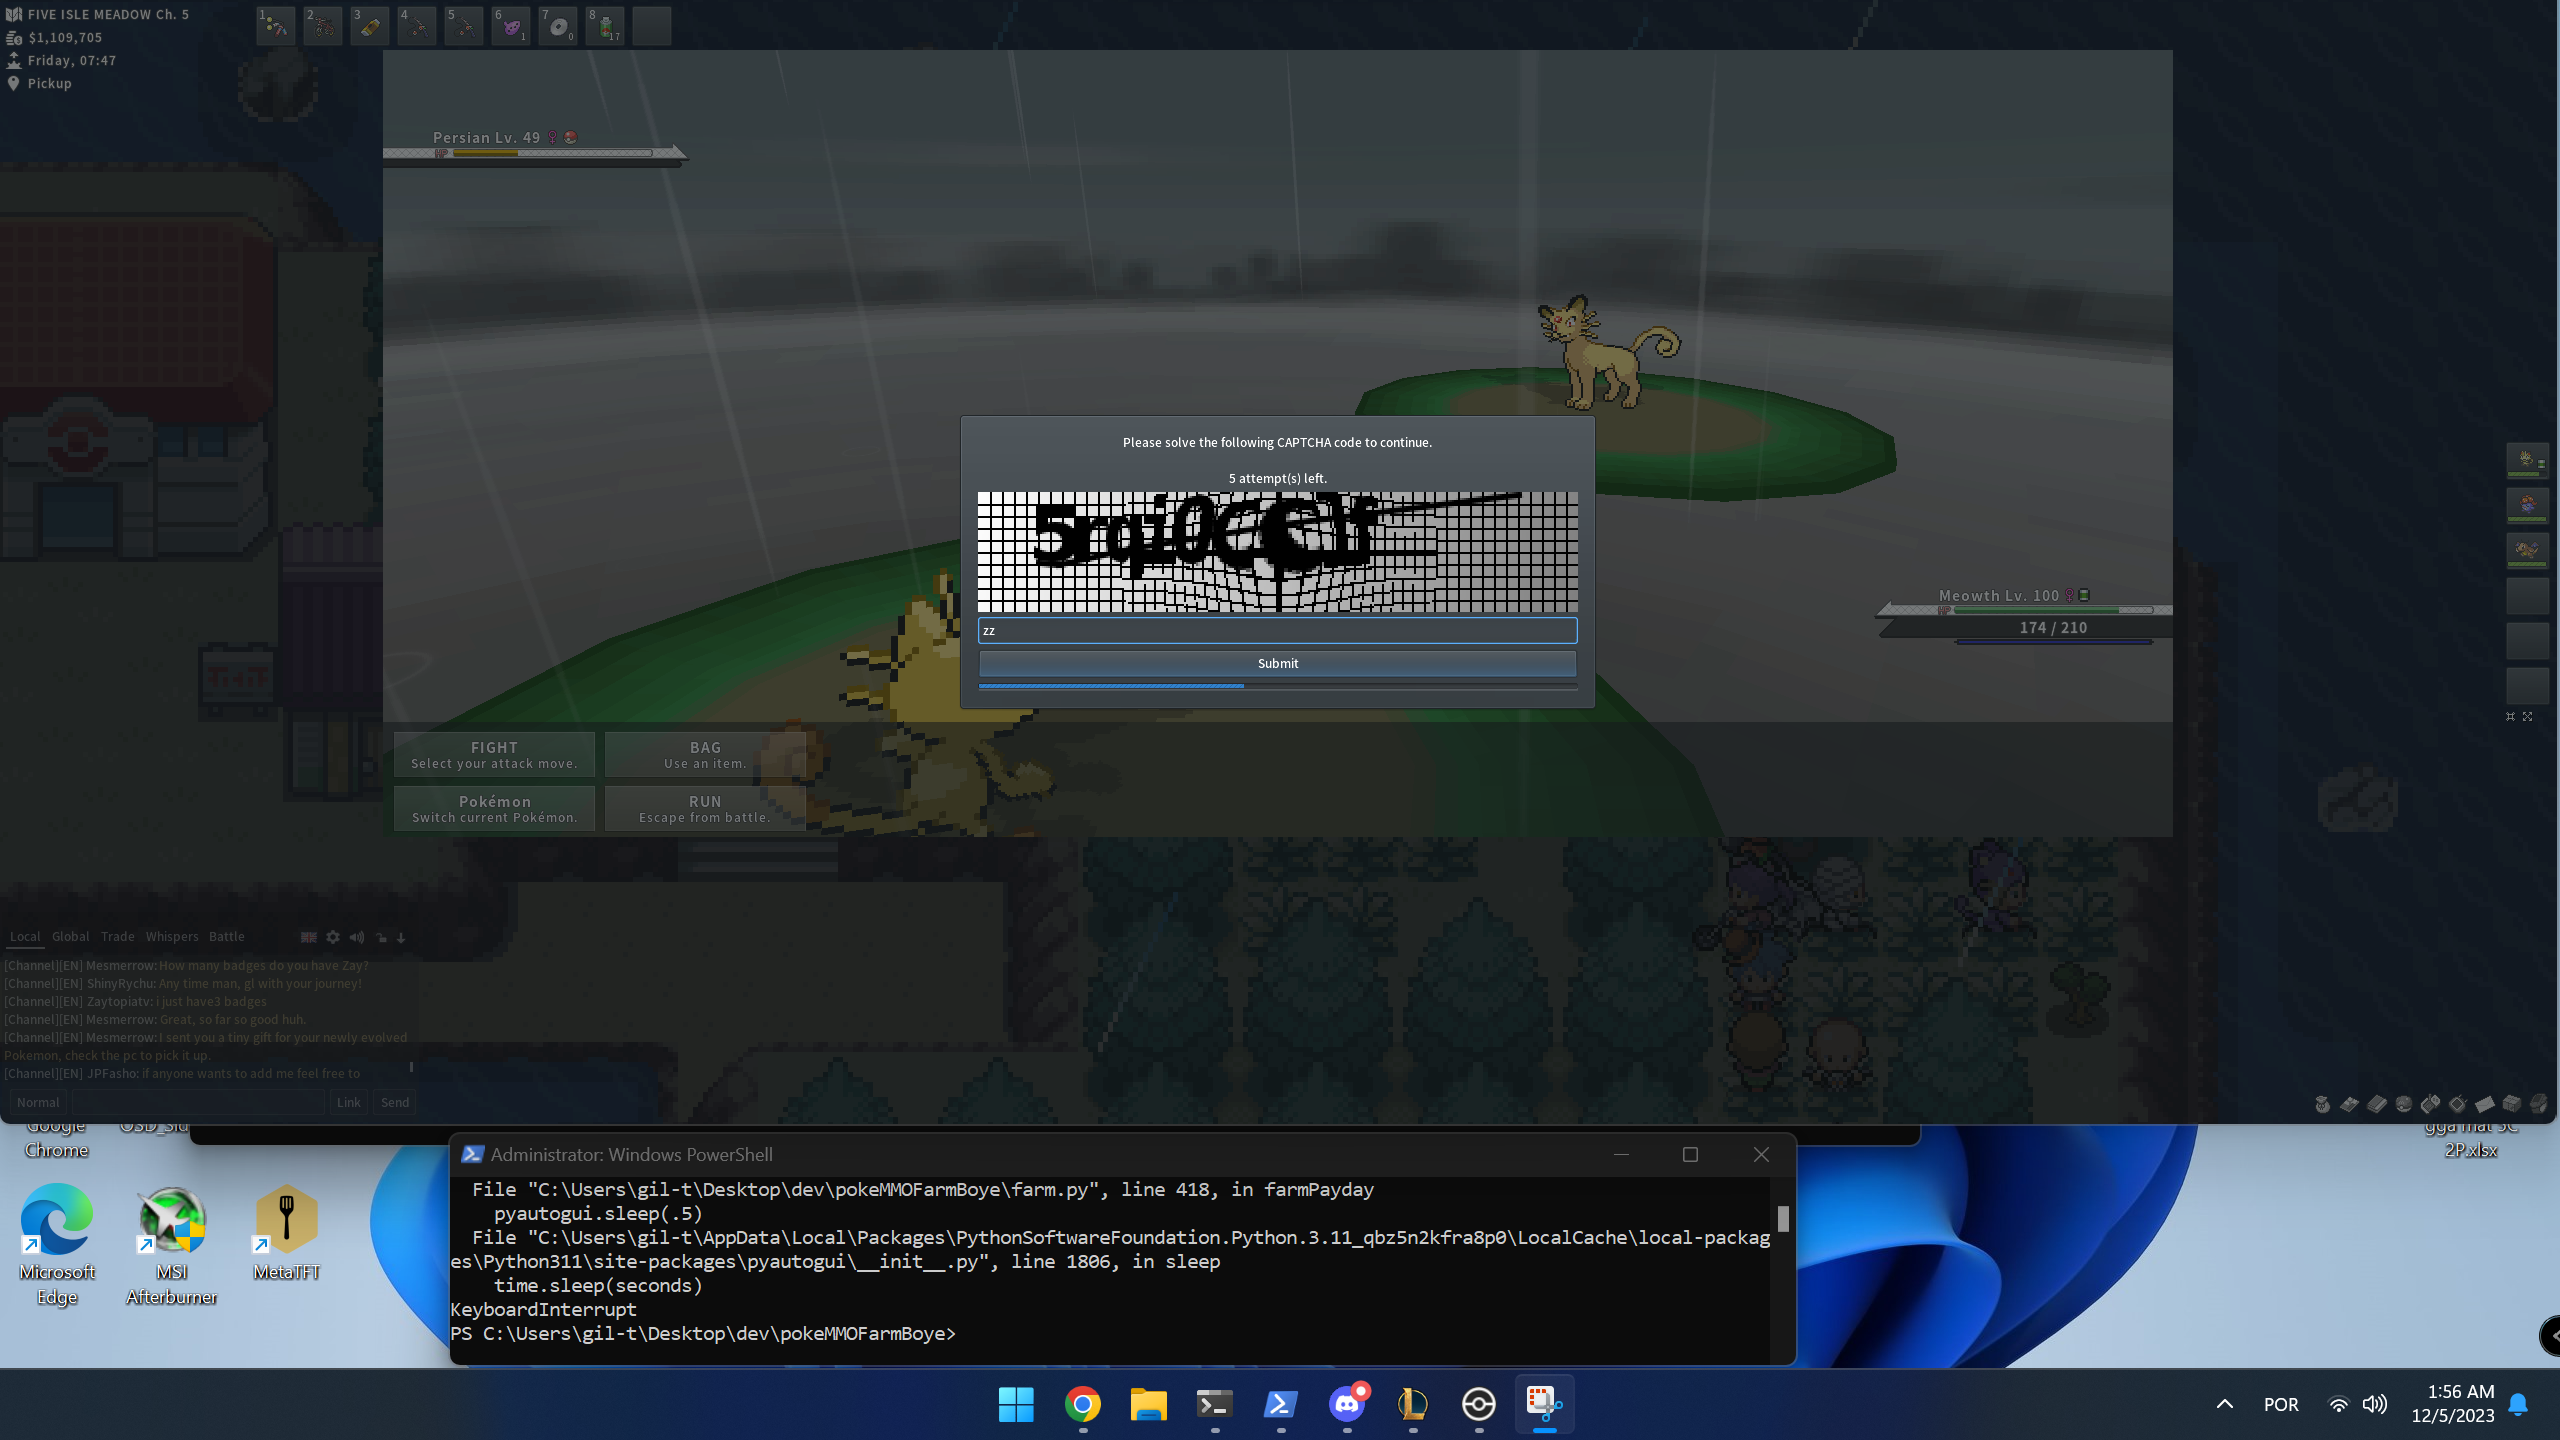 FIVE ISLE MEADOW Ch. 5
$1,109,705
Friday, 07:47
Pickup
1 2 3 4 5 6 1 7 0 8 17
Persian Lv. 49
HP
Please solve the following CAPTCHA code to continue.
5 attempt(s) left.
zz
Submit
Meowth Lv. 100
HP
174 / 210
FIGHT
Select your attack move.
BAG
Use an item.
Pokémon
Switch current Pokémon.
RUN
Escape from battle.
Local Global Trade Whispers Battle
[Channel][EN] Mesmerrow: How many badges do you have Zay?
[Channel][EN] ShinyRychu: Any time man, gl with your journey!
[Channel][EN] Zaytopiatv: i just have3 badges
[Channel][EN] Mesmerrow: Great, so far so good huh.
[Channel][EN] Mesmerrow: I sent you a tiny gift for your newly evolved
Pokemon, check the pc to pick it up.
[Channel][EN] JPFasho: if anyone wants to add me feel free to
Normal Link Send
Google
Chrome
2P.xlsx
Microsoft
Edge
MSI
Afterburner
MetaTFT
Administrator: Windows PowerShell
File "C:\Users\gil-t\Desktop\dev\pokeMMOFarmBoye\farm.py", line 418, in farmPayday
pyautogui.sleep(.5)
File "C:\Users\gil-t\AppData\Local\Packages\PythonSoftwareFoundation.Python.3.11_qbz5n2kfra8p0\LocalCache\local-packag
es\Python311\site-packages\pyautogui\__init__.py", line 1806, in sleep
time.sleep(seconds)
KeyboardInterrupt
PS C:\Users\gil-t\Desktop\dev\pokeMMOFarmBoye>
POR
1:56 AM
12/5/2023